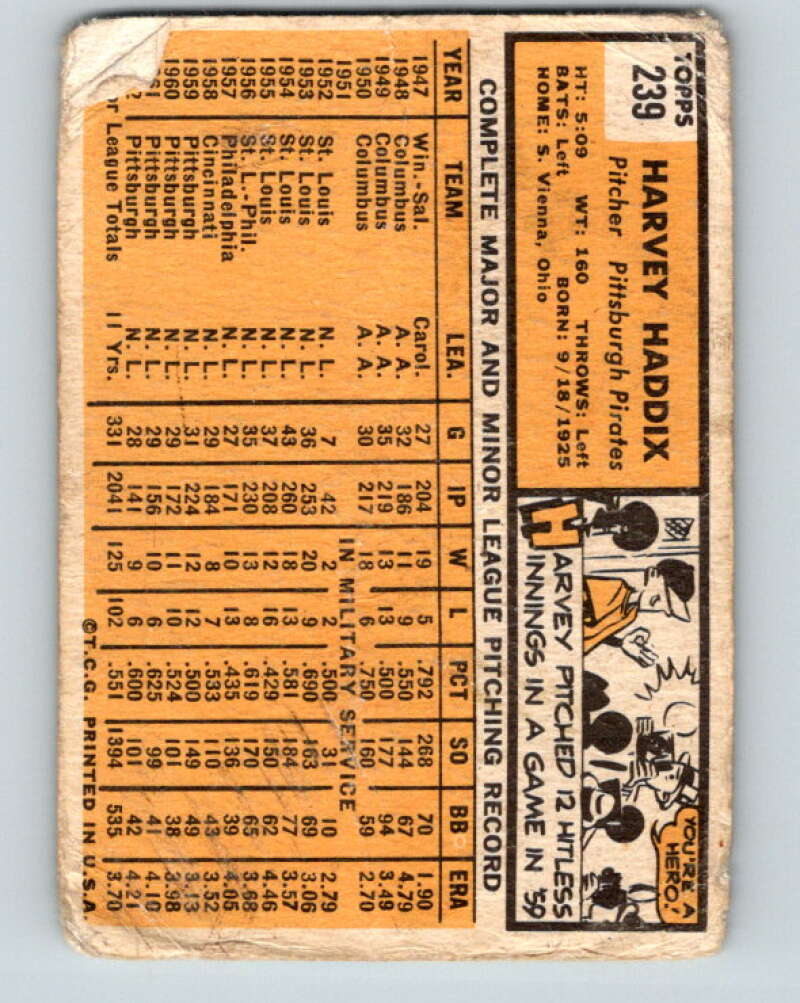 TOPPS
239
HARVEY HADDIX
Pitcher Pittsburgh Pirates
HT: 5:09 WT: 160 THROWS: Left
BATS: Left BORN: 9/18/1925
HOME: S. Vienna, Ohio
YOU'RE A HERO!
HARVEY PITCHED 12 HITLESS
INNINGS IN A GAME IN '59
COMPLETE MAJOR AND MINOR LEAGUE PITCHING RECORD
YEAR TEAM LEA. G IP W L PCT SO BB ERA
1947 Win.-Sal. Carol. 27 204 19 5 .792 268 70 1.90
1948 Columbus A. A. 32 186 11 9 .550 144 67 4.79
1949 Columbus A. A. 35 219 13 13 .500 177 94 3.49
1950 Columbus A. A. 30 217 18 6 .750 160 59 2.70
1951 IN MILITARY SERVICE
1952 St. Louis N. L. 7 42 2 2 .500 31 10 2.79
1953 St. Louis N. L. 36 253 20 9 .690 163 69 3.06
1954 St. Louis N. L. 43 260 18 13 .581 184 77 3.57
1955 St. Louis N. L. 37 208 12 16 .429 150 62 4.46
1956 St. L.-Phil. N. L. 35 230 13 8 .619 170 65 3.68
1957 Philadelphia N. L. 27 171 10 13 .435 136 39 4.05
1958 Cincinnati N. L. 29 184 8 7 .533 110 43 3.52
1959 Pittsburgh N. L. 31 224 12 12 .500 149 49 3.13
1960 Pittsburgh N. L. 29 172 11 10 .524 101 38 3.98
61 Pittsburgh N. L. 29 156 10 6 .625 99 41 4.10
Pittsburgh N. L. 28 141 9 6 .600 101 42 4.21
or League Totals 11 Yrs. 331 2041 125 102 .551 1394 535 3.70
©T.C.G. PRINTED IN U.S.A.